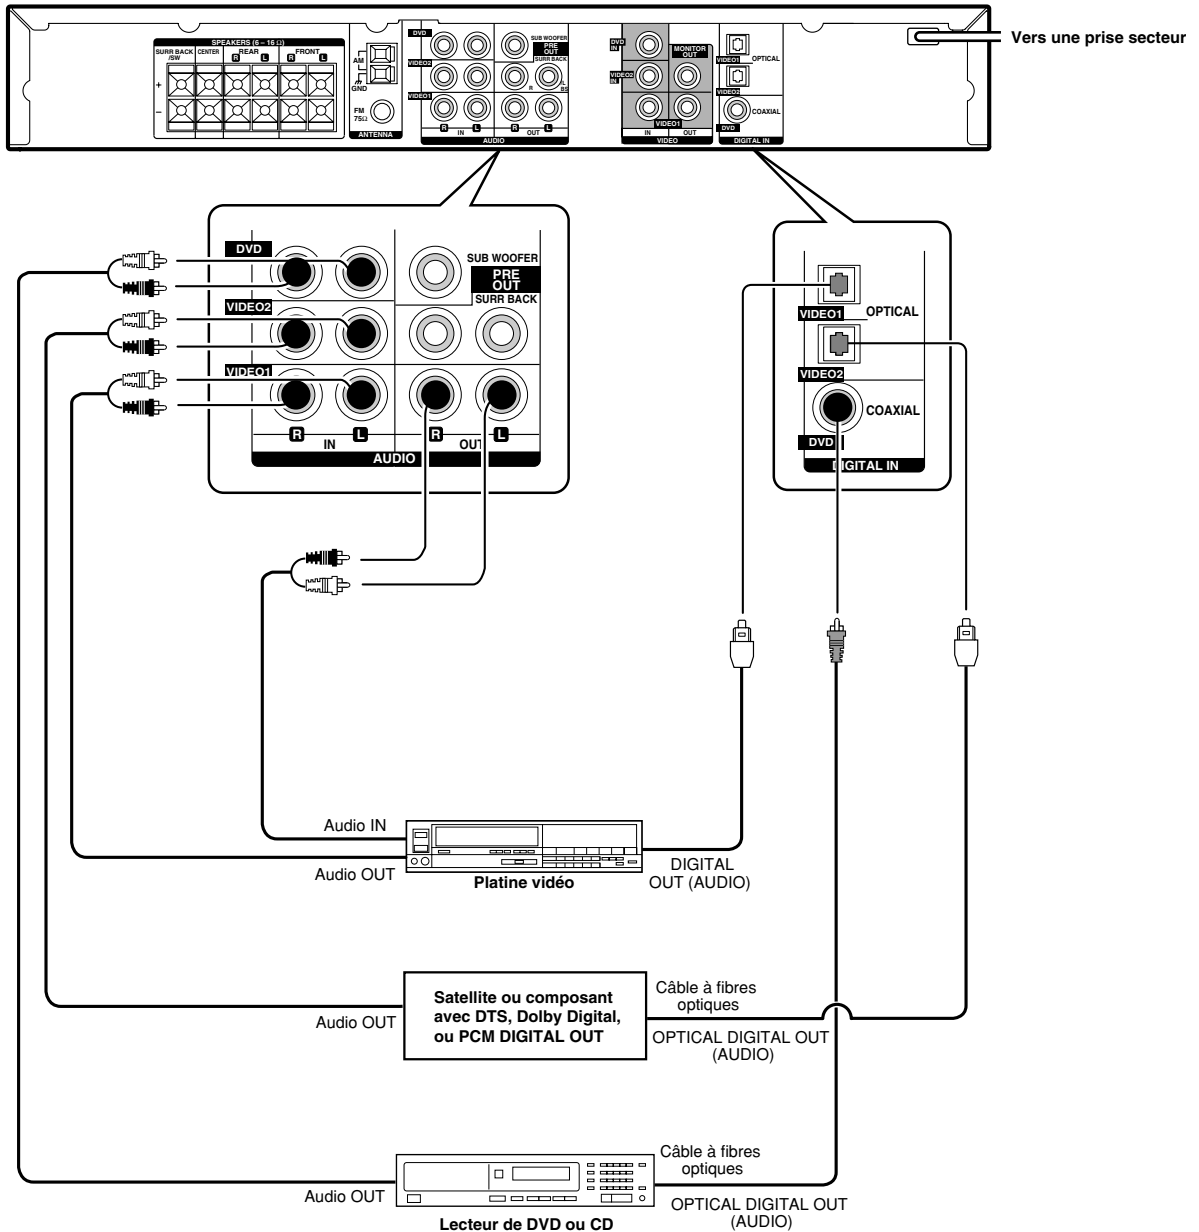 SPEAKERS (6 – 16 Ω)
SURR BACK /SW
CENTER
REAR
R L
FRONT
R L
+
–
AM
GND
FM 75Ω
ANTENNA
DVD
VIDEO2
VIDEO1
R L
IN
R L
OUT
AUDIO
SUB WOOFER
PRE OUT
SURR BACK
R
L
BS
DVD IN
VIDEO2 IN
VIDEO1
MONITOR OUT
IN
OUT
VIDEO
VIDEO1
OPTICAL
VIDEO2
COAXIAL
DVD
DIGITAL IN
Vers une prise secteur
DVD
SUB WOOFER
PRE
OUT
SURR BACK
VIDEO2
VIDEO1
R L
IN
R L
OUT
AUDIO
VIDEO1
OPTICAL
VIDEO2
COAXIAL
DVD
DIGITAL IN
Audio IN
Audio OUT
Platine vidéo
DIGITAL
OUT (AUDIO)
Audio OUT
Satellite ou composant
avec DTS, Dolby Digital,
ou PCM DIGITAL OUT
Câble à fibres
optiques
OPTICAL DIGITAL OUT
(AUDIO)
Audio OUT
Lecteur de DVD ou CD
Câble à fibres
optiques
OPTICAL DIGITAL OUT
(AUDIO)